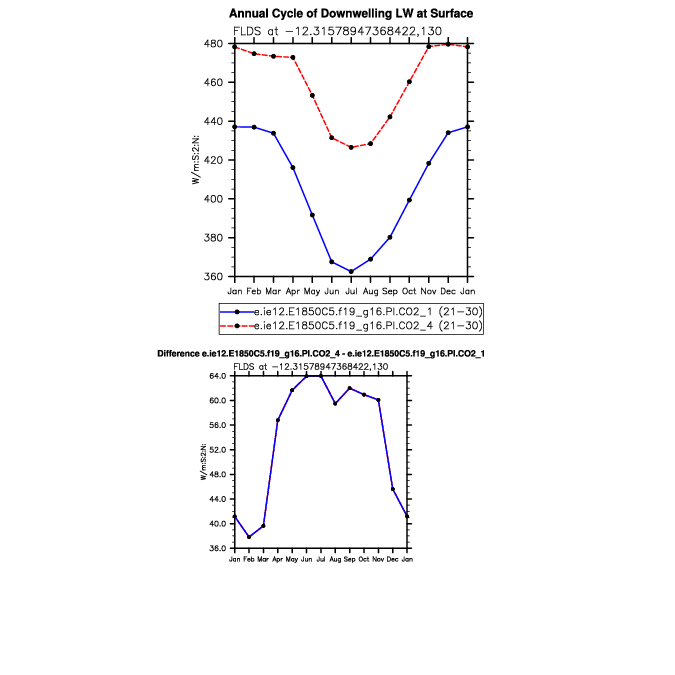 Annual Cycle of Downwelling LW at Surface
FLDS at −12.31578947368422,130
480
460
440
420
400
380
360
W/m:S:2:N:
Jan Feb Mar Apr May Jun Jul Aug Sep Oct Nov Dec Jan
e.ie12.E1850C5.f19_g16.PI.CO2_1 (21−30)
e.ie12.E1850C5.f19_g16.PI.CO2_4 (21−30)
Difference e.ie12.E1850C5.f19_g16.PI.CO2_4 - e.ie12.E1850C5.f19_g16.PI.CO2_1
FLDS at −12.31578947368422,130
64.0
60.0
56.0
52.0
48.0
44.0
40.0
36.0
W/m:S:2:N:
Jan Feb Mar Apr May Jun Jul Aug Sep Oct Nov Dec Jan